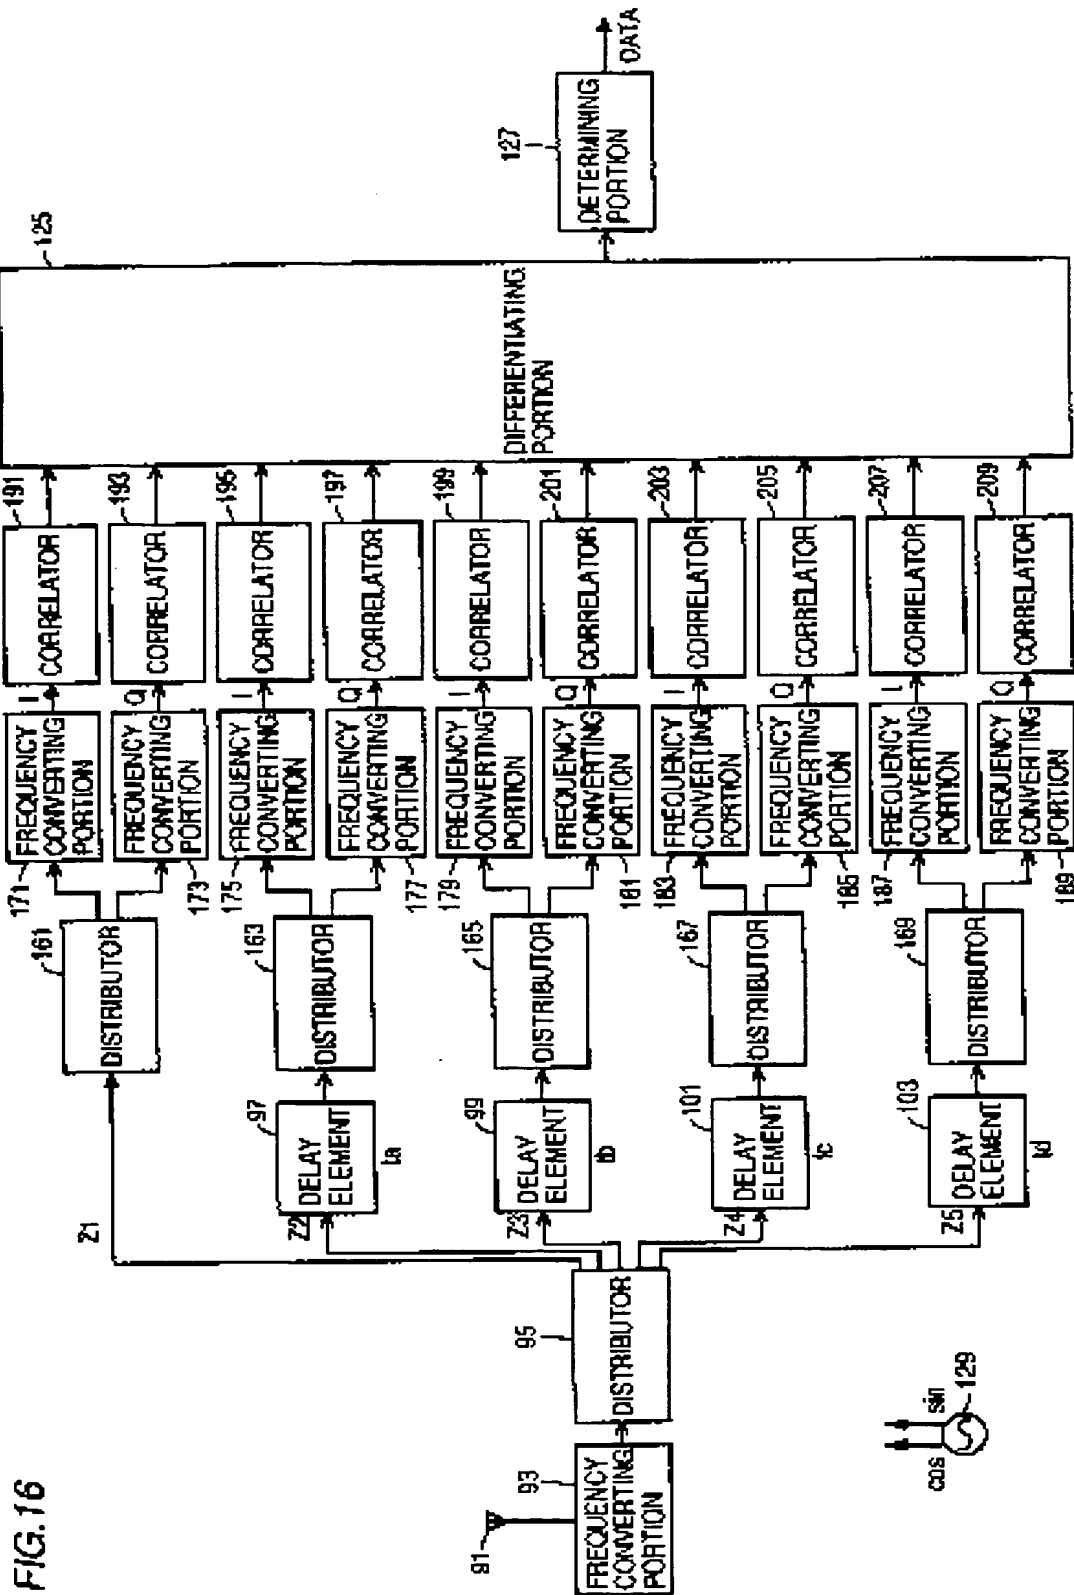 FIG. 16
91
93
FREQUENCY
CONVERTING
PORTION
95
DISTRIBUTOR
cos
sin
129
Z1
Z2
97
DELAY
ELEMENT
ta
Z3
99
DELAY
ELEMENT
tb
Z4
101
DELAY
ELEMENT
tc
Z5
103
DELAY
ELEMENT
td
161
DISTRIBUTOR
163
DISTRIBUTOR
165
DISTRIBUTOR
167
DISTRIBUTOR
169
DISTRIBUTOR
171
FREQUENCY
CONVERTING
PORTION
I
173
FREQUENCY
CONVERTING
PORTION
Q
175
FREQUENCY
CONVERTING
PORTION
I
177
FREQUENCY
CONVERTING
PORTION
Q
179
FREQUENCY
CONVERTING
PORTION
I
181
FREQUENCY
CONVERTING
PORTION
Q
183
FREQUENCY
CONVERTING
PORTION
I
185
FREQUENCY
CONVERTING
PORTION
Q
187
FREQUENCY
CONVERTING
PORTION
I
189
FREQUENCY
CONVERTING
PORTION
Q
191
CORRELATOR
193
CORRELATOR
195
CORRELATOR
197
CORRELATOR
199
CORRELATOR
201
CORRELATOR
203
CORRELATOR
205
CORRELATOR
207
CORRELATOR
209
CORRELATOR
125
DIFFERENTIATING
PORTION
127
DETERMINING
PORTION
DATA